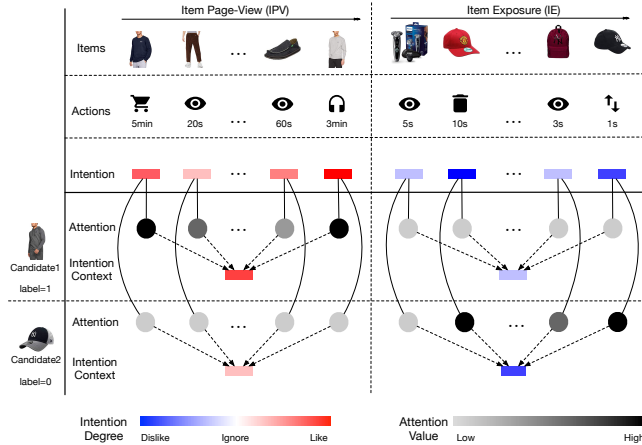 Item Page-View (IPV) Item Exposure (IE)
Items ... ...
Actions ... ...
5min 20s 60s 3min 5s 10s 3s 1s
Intention ... ...
Attention ... ...
Intention
Context
Candidate1
label=1
Attention ... ...
Candidate2
Intention
Context
label=0
Intention
Degree
Dislike Ignore Like
Attention
Value
Low High